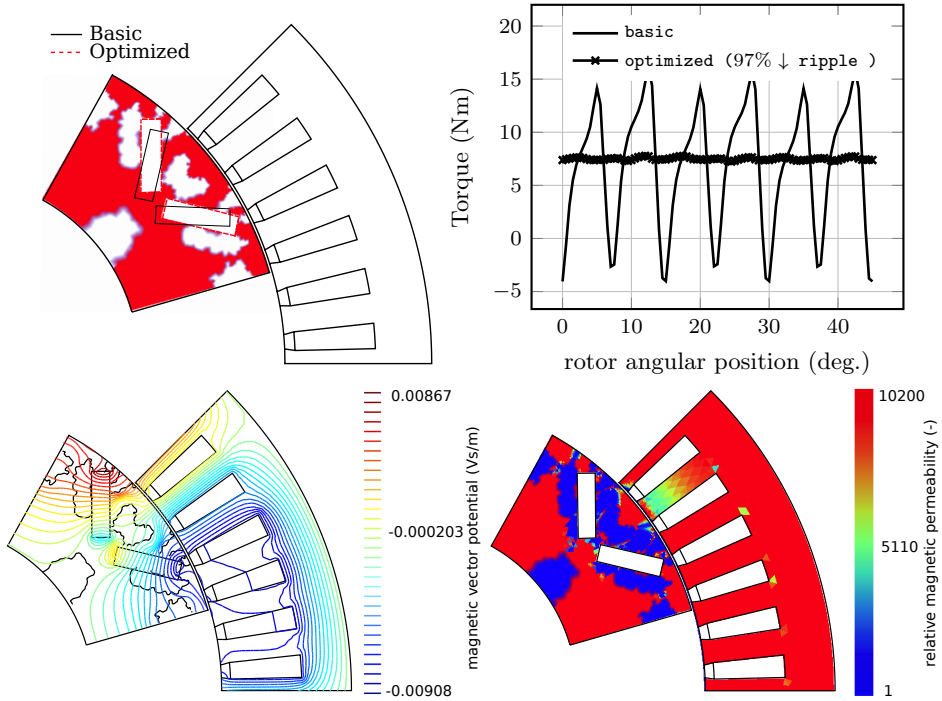 Basic
Optimized
basic
optimized (97% ↓ ripple )
20
15
10
5
0
−5
Torque (Nm)
0
10
20
30
40
rotor angular position (deg.)
0.00867
-0.000203
-0.00908
magnetic vector potential (Vs/m)
10200
5110
1
relative magnetic permeability (-)